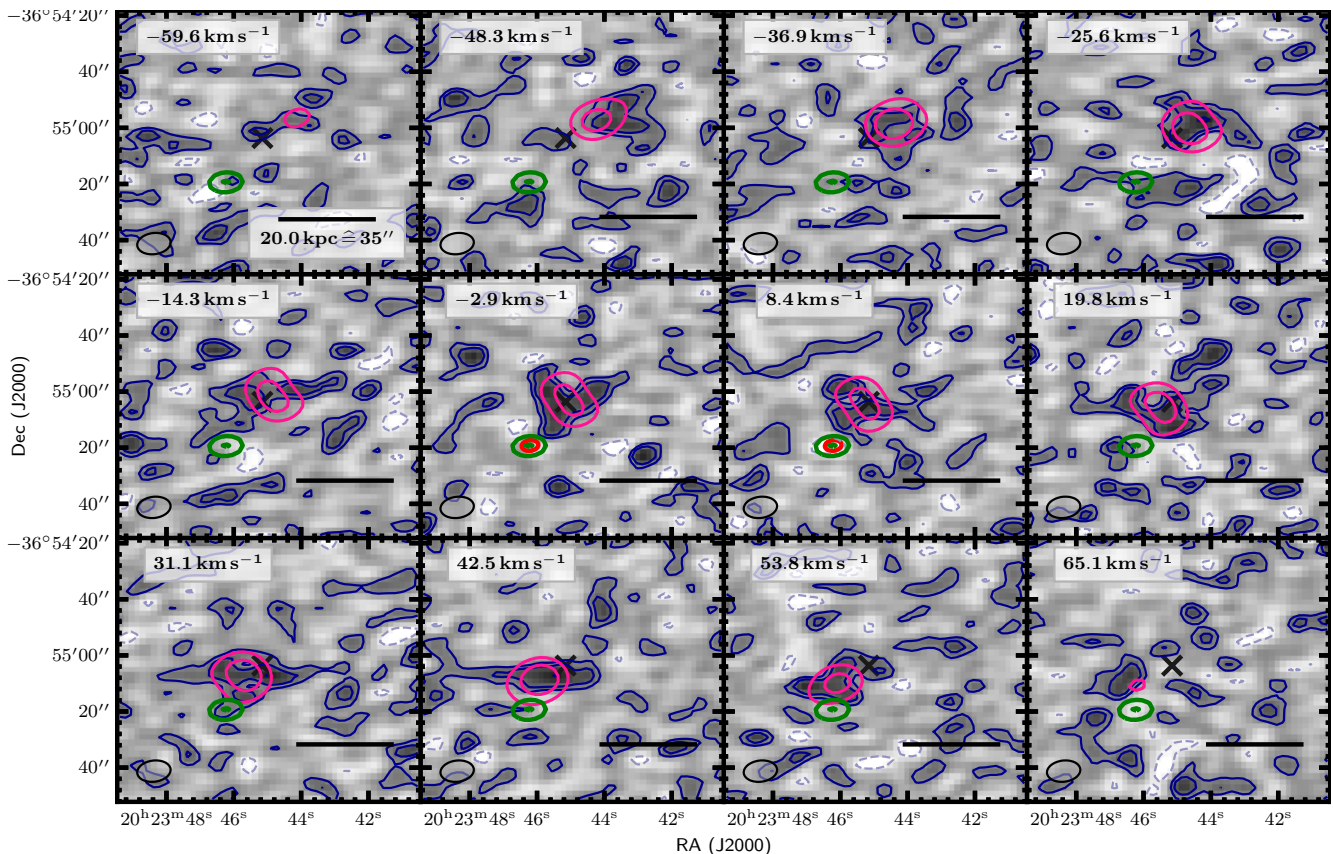 −36°54′20″
−59.6 km s⁻¹
−48.3 km s⁻¹
−36.9 km s⁻¹
−25.6 km s⁻¹
40″
55′00″
20″
20.0 kpc ≙ 35″
40″
−36°54′20″
−14.3 km s⁻¹
−2.9 km s⁻¹
8.4 km s⁻¹
19.8 km s⁻¹
40″
Dec (J2000)
55′00″
20″
40″
−36°54′20″
31.1 km s⁻¹
42.5 km s⁻¹
53.8 km s⁻¹
65.1 km s⁻¹
40″
55′00″
20″
40″
20ʰ23ᵐ48ˢ 46ˢ 44ˢ 42ˢ 46ˢ 44ˢ 42ˢ 46ˢ 44ˢ 42ˢ 46ˢ 44ˢ 42ˢ
RA (J2000)